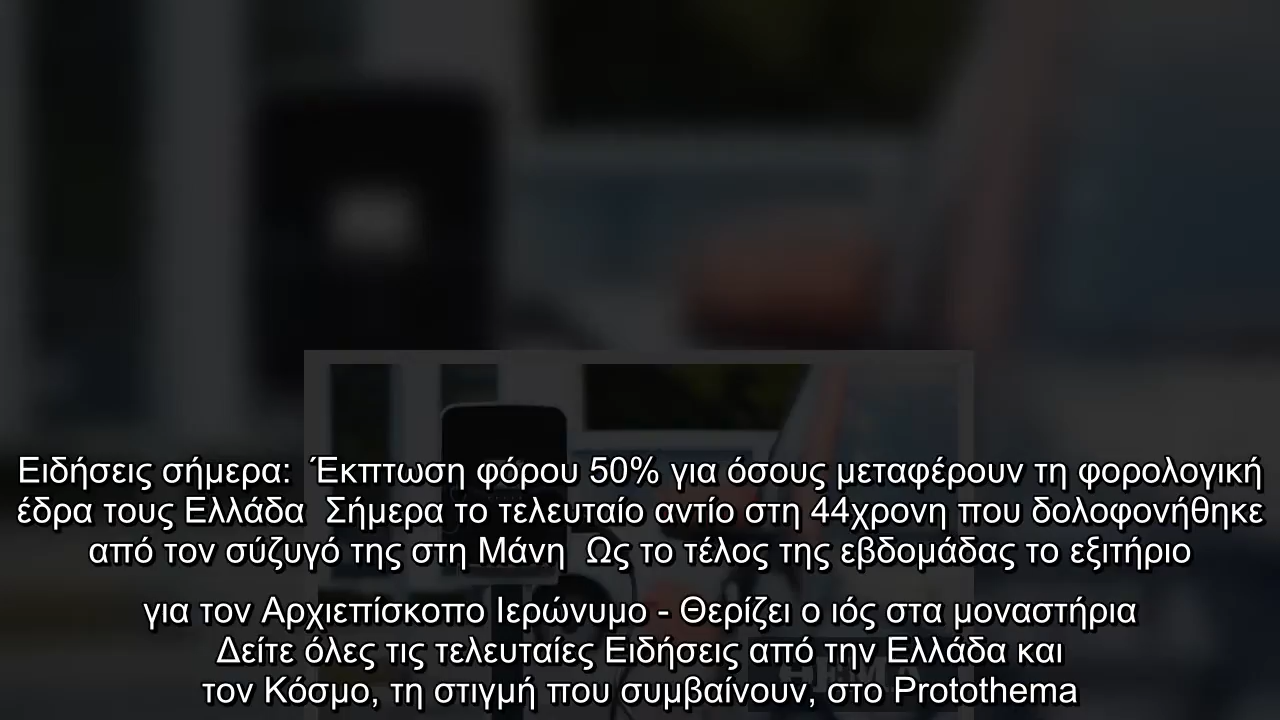 Ειδήσεις σήμερα:  Έκπτωση φόρου 50% για όσους μεταφέρουν τη φορολογική
έδρα τους Ελλάδα  Σήμερα το τελευταίο αντίο στη 44χρονη που δολοφονήθηκε
από τον σύζυγό της στη Μάνη  Ως το τέλος της εβδομάδας το εξιτήριο
για τον Αρχιεπίσκοπο Ιερώνυμο - Θερίζει ο ιός στα μοναστήρια
Δείτε όλες τις τελευταίες Ειδήσεις από την Ελλάδα και
τον Κόσμο, τη στιγμή που συμβαίνουν, στο Protothema